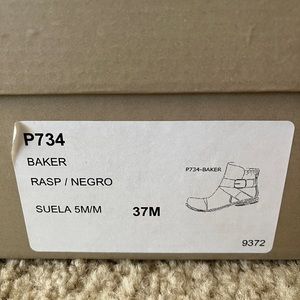 P734
BAKER
P734-BAKER
RASP / NEGRO
SUELA 5M/M 37M
9372